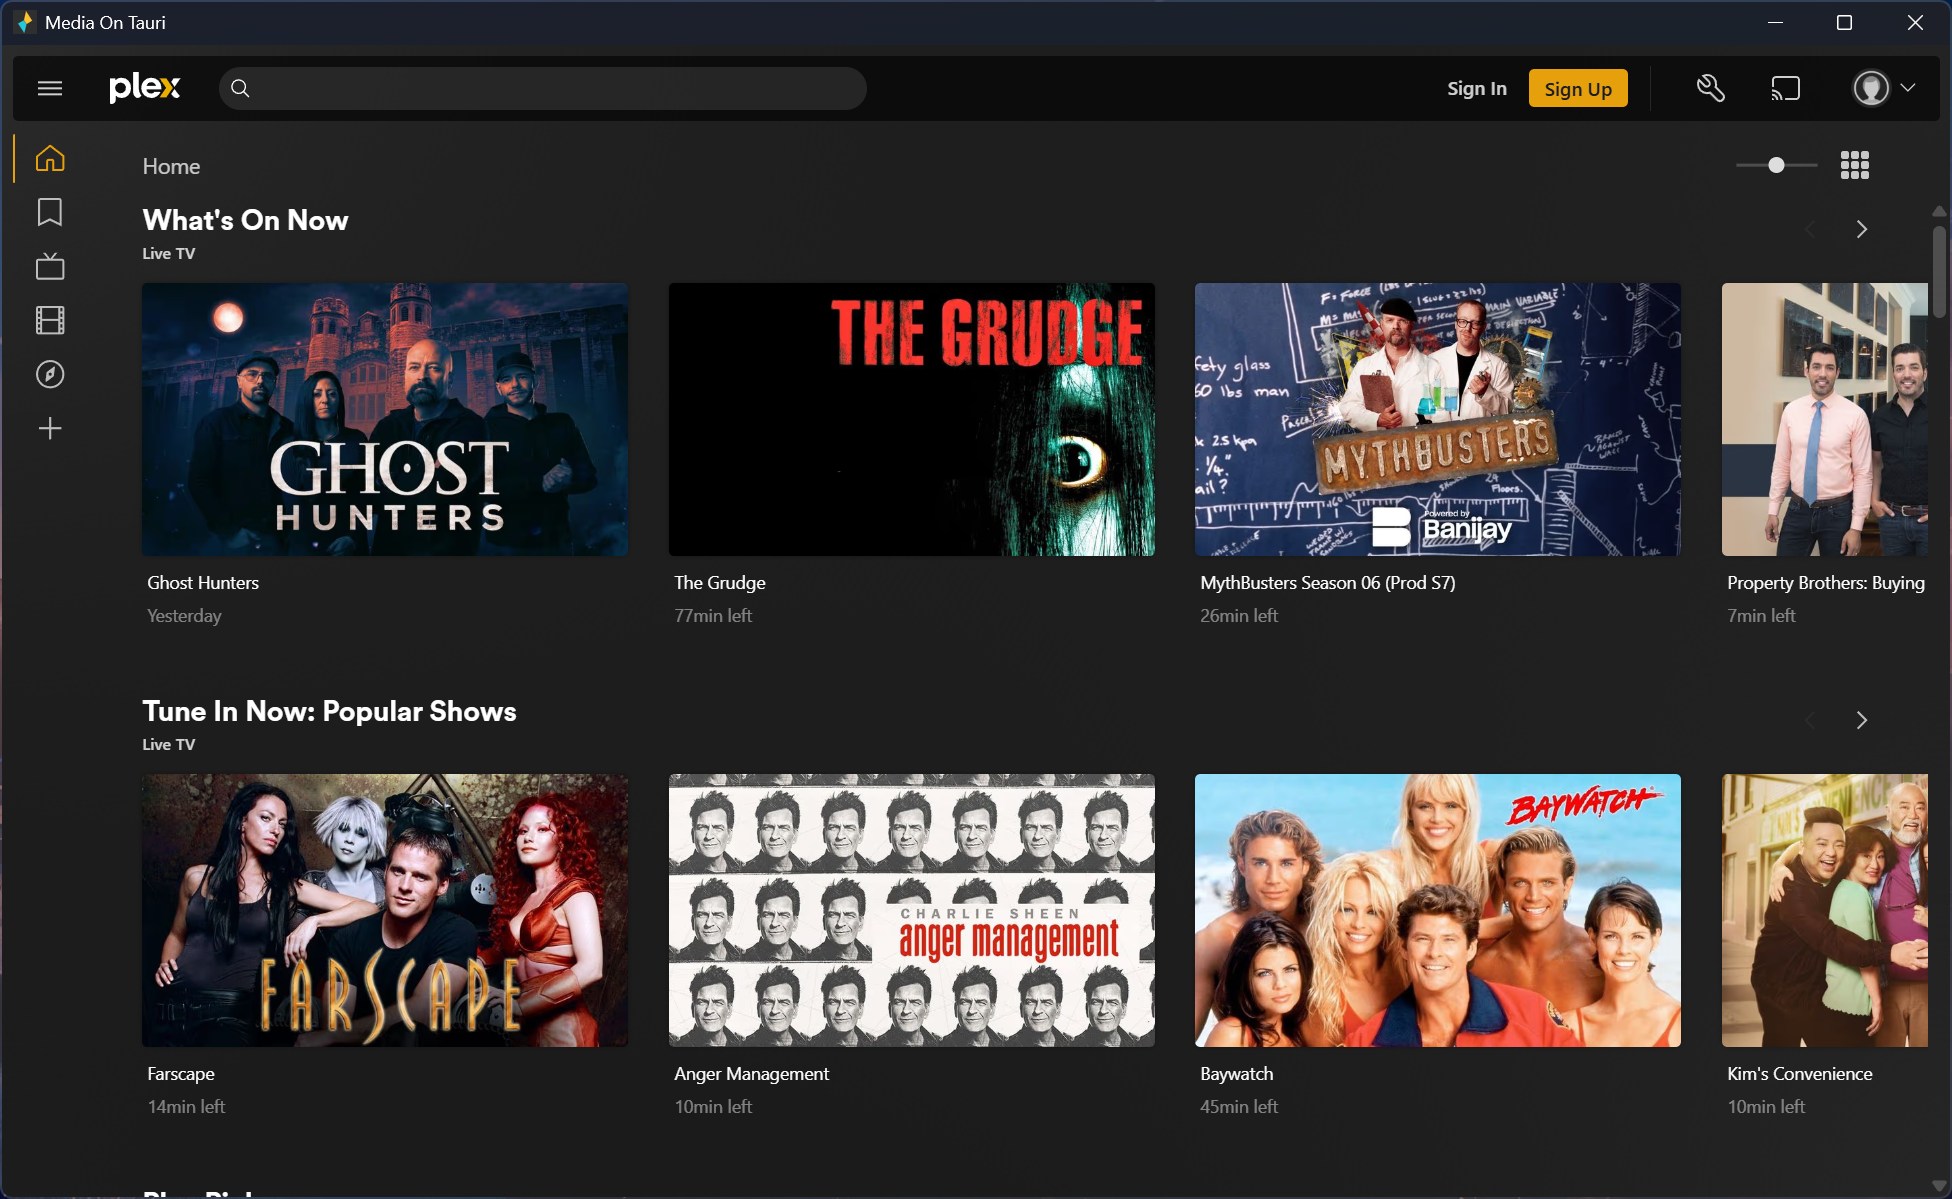 Media On Tauri
plex
Sign In
Sign Up
Home
What's On Now
Live TV
GHOST
HUNTERS
THE GRUDGE
MYTHBUSTERS
Powered by
Banijay
Ghost Hunters
Yesterday
The Grudge
77min left
MythBusters Season 06 (Prod S7)
26min left
Property Brothers: Buying
7min left
Tune In Now: Popular Shows
Live TV
FARSCAPE
CHARLIE SHEEN
anger management
BAYWATCH
Farscape
14min left
Anger Management
10min left
Baywatch
45min left
Kim's Convenience
10min left